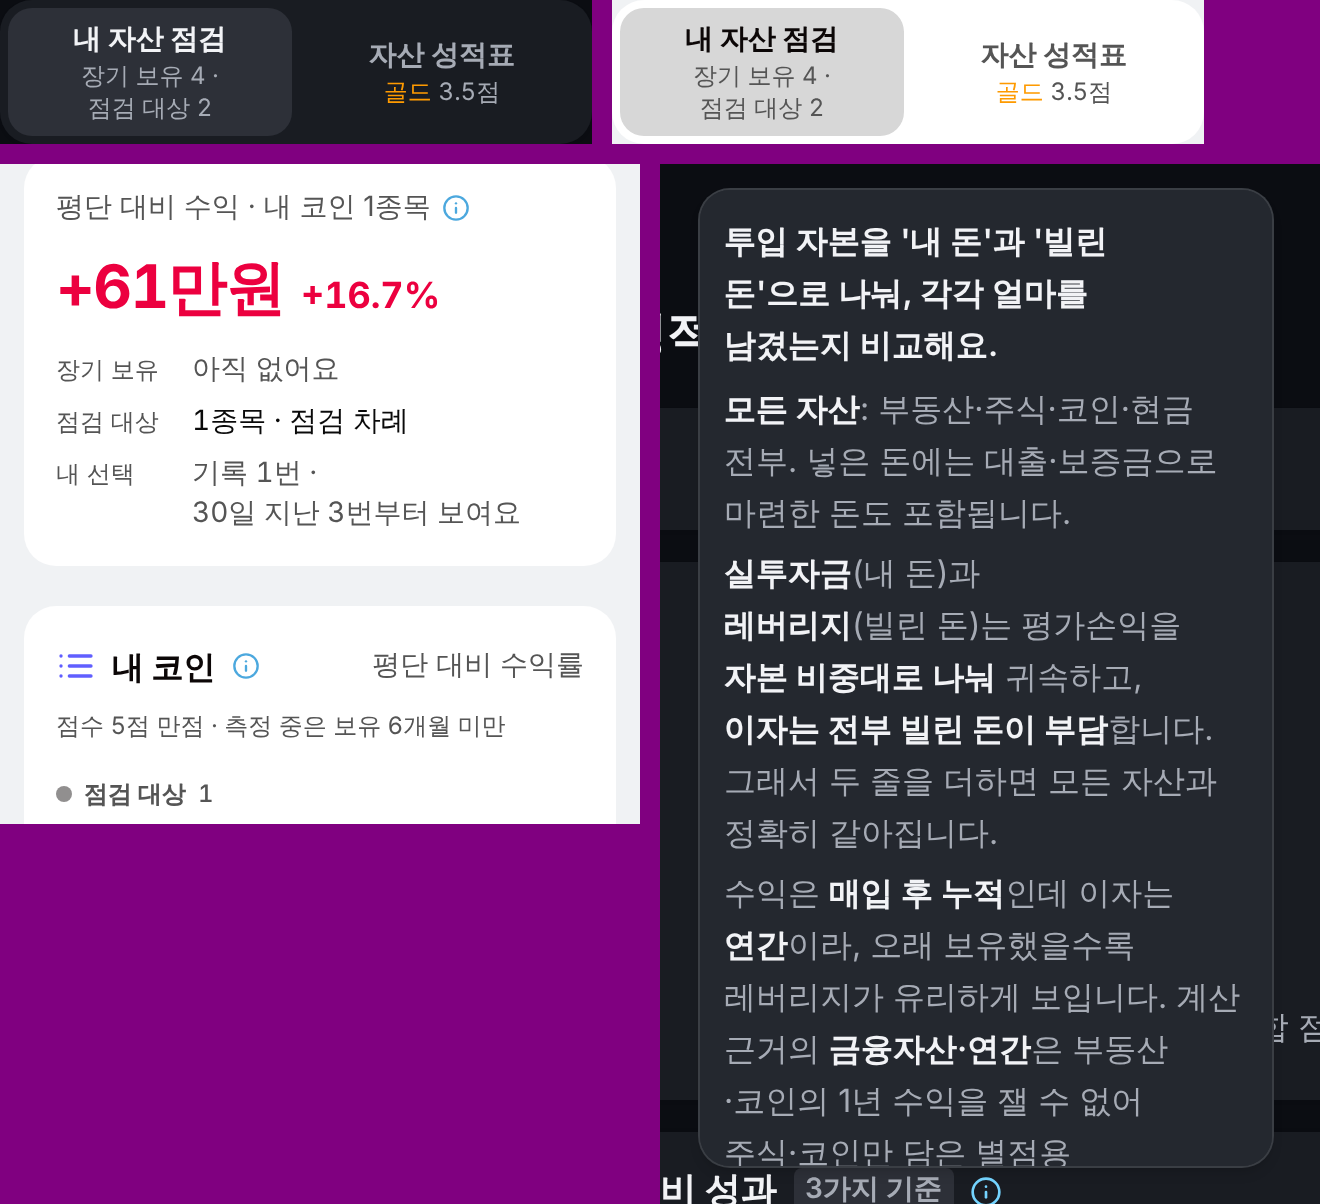 내 자산 점검
장기 보유 4 ·
점검 대상 2
자산 성적표
골드 3.5점
내 자산 점검
장기 보유 4 ·
점검 대상 2
자산 성적표
골드 3.5점
평단 대비 수익 · 내 코인 1종목
+61만원 +16.7%
장기 보유 아직 없어요
점검 대상 1종목 · 점검 차례
내 선택 기록 1번 ·
30일 지난 3번부터 보여요
내 코인 평단 대비 수익률
점수 5점 만점 · 측정 중은 보유 6개월 미만
점검 대상 1
투입 자본을 '내 돈'과 '빌린
돈'으로 나눠, 각각 얼마를
남겼는지 비교해요.
모든 자산: 부동산·주식·코인·현금
전부. 넣은 돈에는 대출·보증금으로
마련한 돈도 포함됩니다.
실투자금(내 돈)과
레버리지(빌린 돈)는 평가손익을
자본 비중대로 나눠 귀속하고,
이자는 전부 빌린 돈이 부담합니다.
그래서 두 줄을 더하면 모든 자산과
정확히 같아집니다.
수익은 매입 후 누적인데 이자는
연간이라, 오래 보유했을수록
레버리지가 유리하게 보입니다. 계산
근거의 금융자산·연간은 부동산
·코인의 1년 수익을 잴 수 없어
주식·코인만 담은 별점용
점
비 성과 3가지 기준